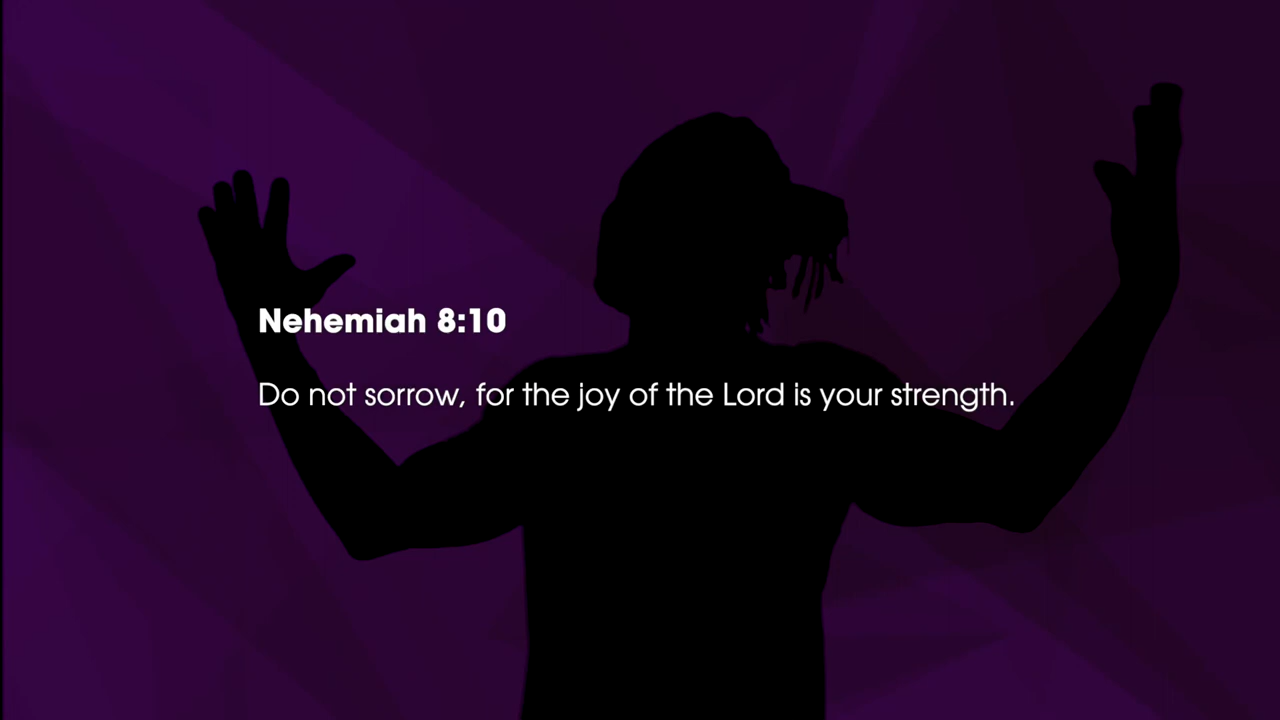 Nehemiah 8:10
Do not sorrow, for the joy of the Lord is your strength.